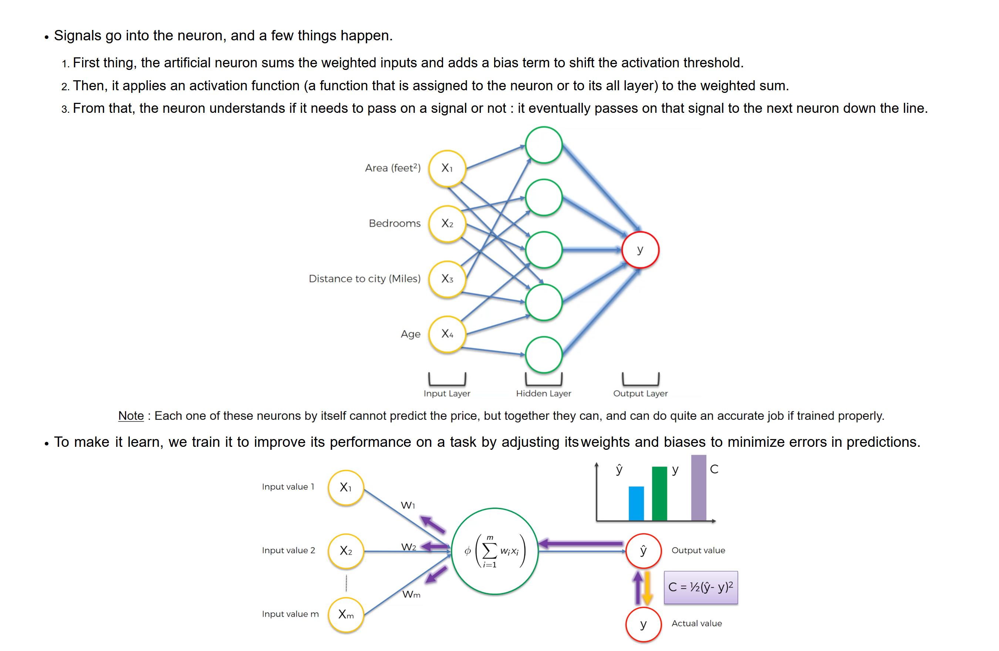 • Signals go into the neuron, and a few things happen.
1. First thing, the artificial neuron sums the weighted inputs and adds a bias term to shift the activation threshold.
2. Then, it applies an activation function (a function that is assigned to the neuron or to its all layer) to the weighted sum.
3. From that, the neuron understands if it needs to pass on a signal or not : it eventually passes on that signal to the next neuron down the line.
Area (feet²) X₁
Bedrooms X₂
y
Distance to city (Miles) X₃
Age X₄
Input Layer Hidden Layer Output Layer
Note : Each one of these neurons by itself cannot predict the price, but together they can, and can do quite an accurate job if trained properly.
• To make it learn, we train it to improve its performance on a task by adjusting its weights and biases to minimize errors in predictions.
ŷ y C
Input value 1 X₁
W₁
W₂
Input value 2 X₂ ϕ(∑ᵢ₌₁ᵐ wᵢxᵢ) ŷ Output value
C = ½(ŷ- y)²
Wₘ
Input value m Xₘ
y Actual value